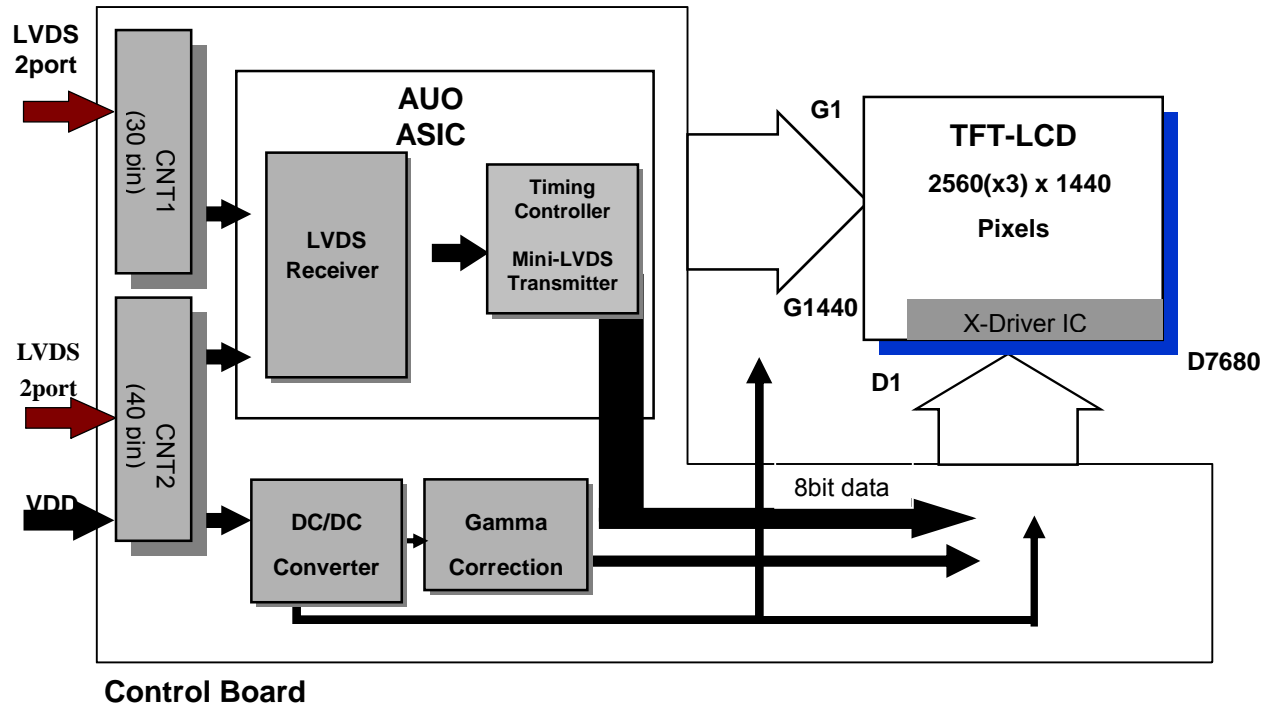 LVDS
2port
CNT1
(30 pin)
AUO
ASIC
LVDS
Receiver
Timing
Controller
Mini-LVDS
Transmitter
G1
G1440
TFT-LCD
2560(x3) x 1440
Pixels
X-Driver IC
D1
D7680
LVDS
2port
CNT2
(40 pin)
VDD
DC/DC
Converter
Gamma
Correction
8bit data
Control Board